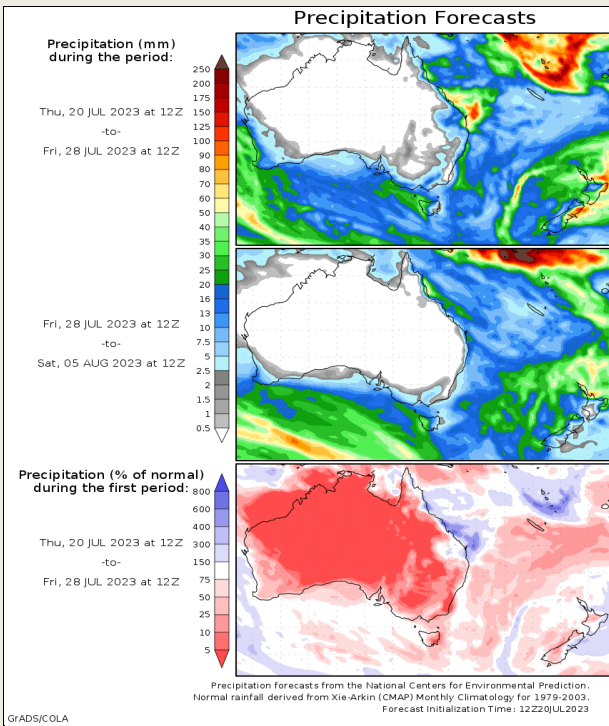 Precipitation Forecasts
Precipitation (mm)
during the period:
Thu, 20 JUL 2023 at 12Z
-to-
Fri, 28 JUL 2023 at 12Z
250
200
175
150
125
100
90
80
70
60
50
40
35
30
25
20
16
13
10
7.5
5
2.5
2
1.5
1
0.5
Fri, 28 JUL 2023 at 12Z
-to-
Sat, 05 AUG 2023 at 12Z
Precipitation (% of normal)
during the first period:
Thu, 20 JUL 2023 at 12Z
-to-
Fri, 28 JUL 2023 at 12Z
800
600
400
300
150
75
50
25
10
5
Precipitation forecasts from the National Centers for Environmental Prediction.
Normal rainfall derived from Xie-Arkin (CMAP) Monthly Climatology for 1979-2003.
Forecast Initialization Time: 12Z20JUL2023
GrADS/COLA